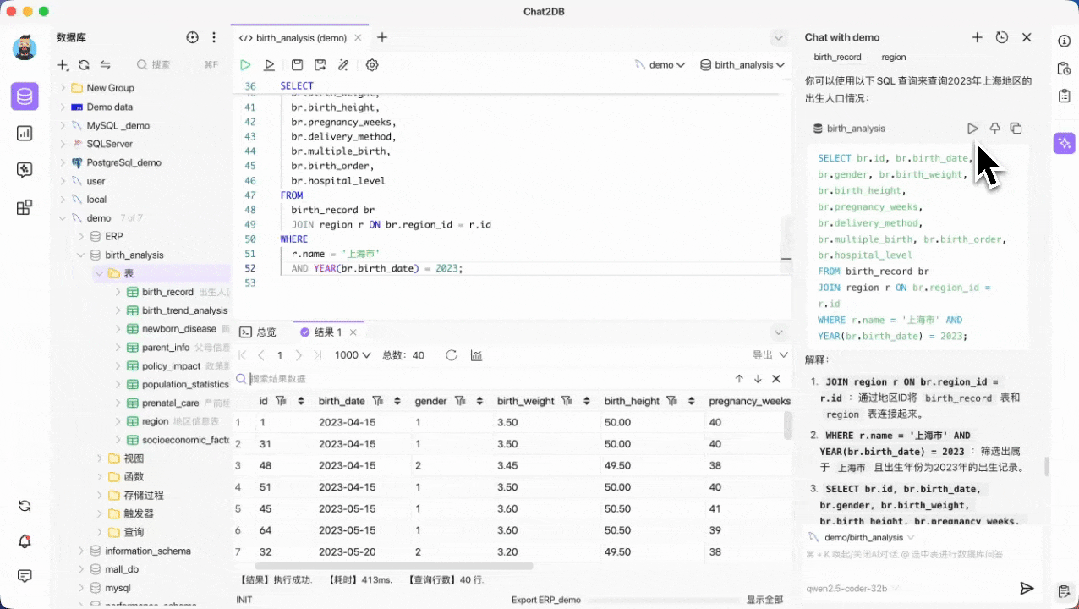 Chat2DB
数据库
搜索
⌘F
New Group
Demo data
MySQL _demo
SQLServer
PostgreSql_demo
user
local
demo 7 of 7
ERP
birth_analysis
表
birth_record 出生人口
birth_trend_analysis
newborn_disease
parent_info 父母信息
policy_impact 政策影
population_statistics
prenatal_care 产前检
region 地区信息表
socioeconomic_facto
视图
函数
存储过程
触发器
查询
information_schema
mall_db
mysql
performance_schema
</> birth_analysis (demo)
demo
birth_analysis
36 SELECT
br.birth_weight,
41 br.birth_height,
42 br.pregnancy_weeks,
43 br.delivery_method,
44 br.multiple_birth,
45 br.birth_order,
46 br.hospital_level
47 FROM
48 birth_record br
49 JOIN region r ON br.region_id = r.id
50 WHERE
51 r.name = '上海市'
52 AND YEAR(br.birth_date) = 2023;
53
总览
结果 1
1
1000
总数: 40
导出
搜索结果数据
id birth_date gender birth_weight birth_height pregnancy_weeks
1 1 2023-04-15 1 3.50 50.00 40
2 31 2023-04-15 1 3.50 50.00 40
3 48 2023-04-15 2 3.45 49.50 38
4 51 2023-04-15 1 3.50 50.00 40
5 45 2023-05-15 1 3.60 50.50 41
6 64 2023-05-15 1 3.60 50.50 39
7 32 2023-05-20 2 3.20 49.50 38
【结果】执行成功. 【耗时】413ms. 【查询行数】40 行.
INIT
Export ERP_demo
显示全部
Chat with demo
birth_record region
你可以使用以下 SQL 查询来查询2023年上海地区的
出生人口情况：
birth_analysis
SELECT br.id, br.birth_date,
br.gender, br.birth_weight,
br.birth_height,
br.pregnancy_weeks,
br.delivery_method,
br.multiple_birth, br.birth_order,
br.hospital_level
FROM birth_record br
JOIN region r ON br.region_id =
r.id
WHERE r.name = '上海市' AND
YEAR(br.birth_date) = 2023;
解释：
1. JOIN region r ON br.region_id =
r.id ：通过地区ID将 birth_record 表和
region 表连接起来。
2. WHERE r.name = '上海市' AND
YEAR(br.birth_date) = 2023 ：筛选出属
于 上海市 且出生年份为2023年的出生记录。
3. SELECT br.id, br.birth_date,
br.gender, br.birth_weight,
br.birth_height, br.pregnancy_weeks,
demo/birth_analysis
⌘ + K 唤起/关闭AI对话, @ 选中表进行数据库问答
qwen2.5-coder-32b